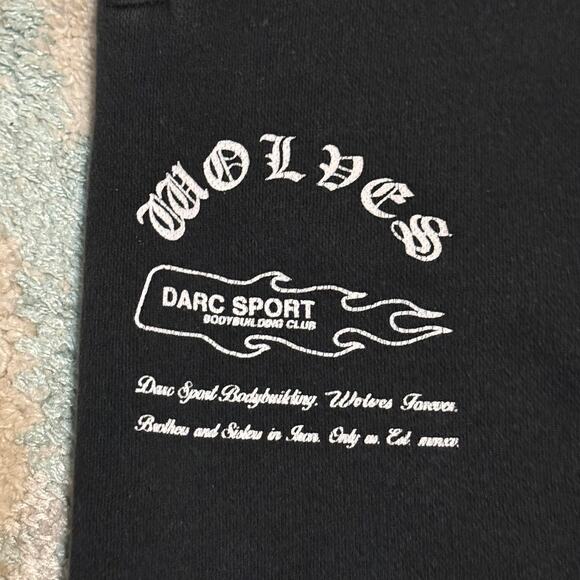 WOLVES
DARC SPORT
BODYBUILDING CLUB
Darc Sport Bodybuilding. Wolves Forever.
Brothers and Sisters in Iron. Only us. Est. mmxv.